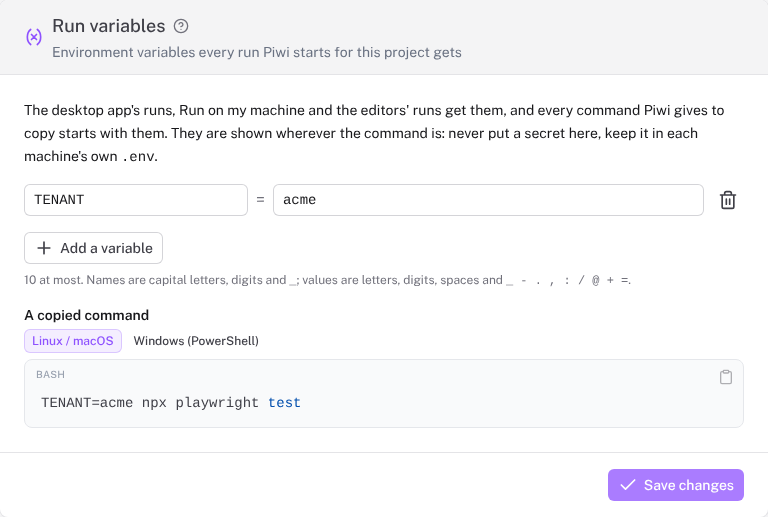 Run variables
Environment variables every run Piwi starts for this project gets
The desktop app's runs, Run on my machine and the editors' runs get them, and every command Piwi gives to
copy starts with them. They are shown wherever the command is: never put a secret here, keep it in each
machine's own .env.
TENANT = acme
Add a variable
10 at most. Names are capital letters, digits and _; values are letters, digits, spaces and _ - . , : / @ + =.
A copied command
Linux / macOS Windows (PowerShell)
BASH
TENANT=acme npx playwright test
Save changes